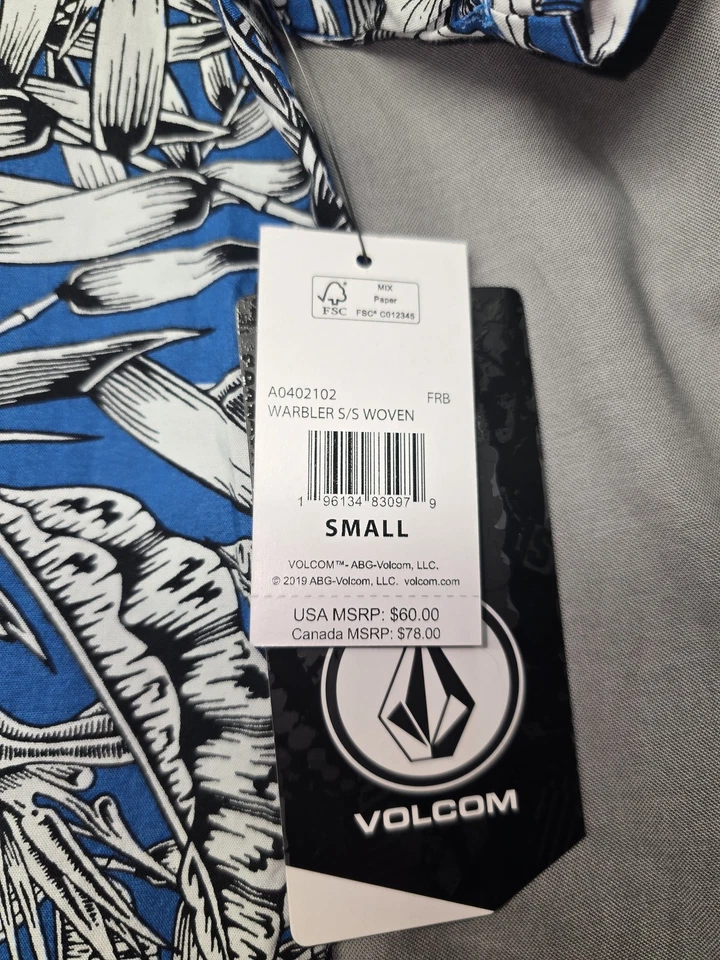 MIX
Paper
FSC
FSC® C012345
A0402102 FRB
WARBLER S/S WOVEN
1 96134 83097 9
SMALL
VOLCOM™- ABG-Volcom, LLC.
© 2019 ABG-Volcom, LLC. volcom.com
USA MSRP: $60.00
Canada MSRP: $78.00
VOLCOM